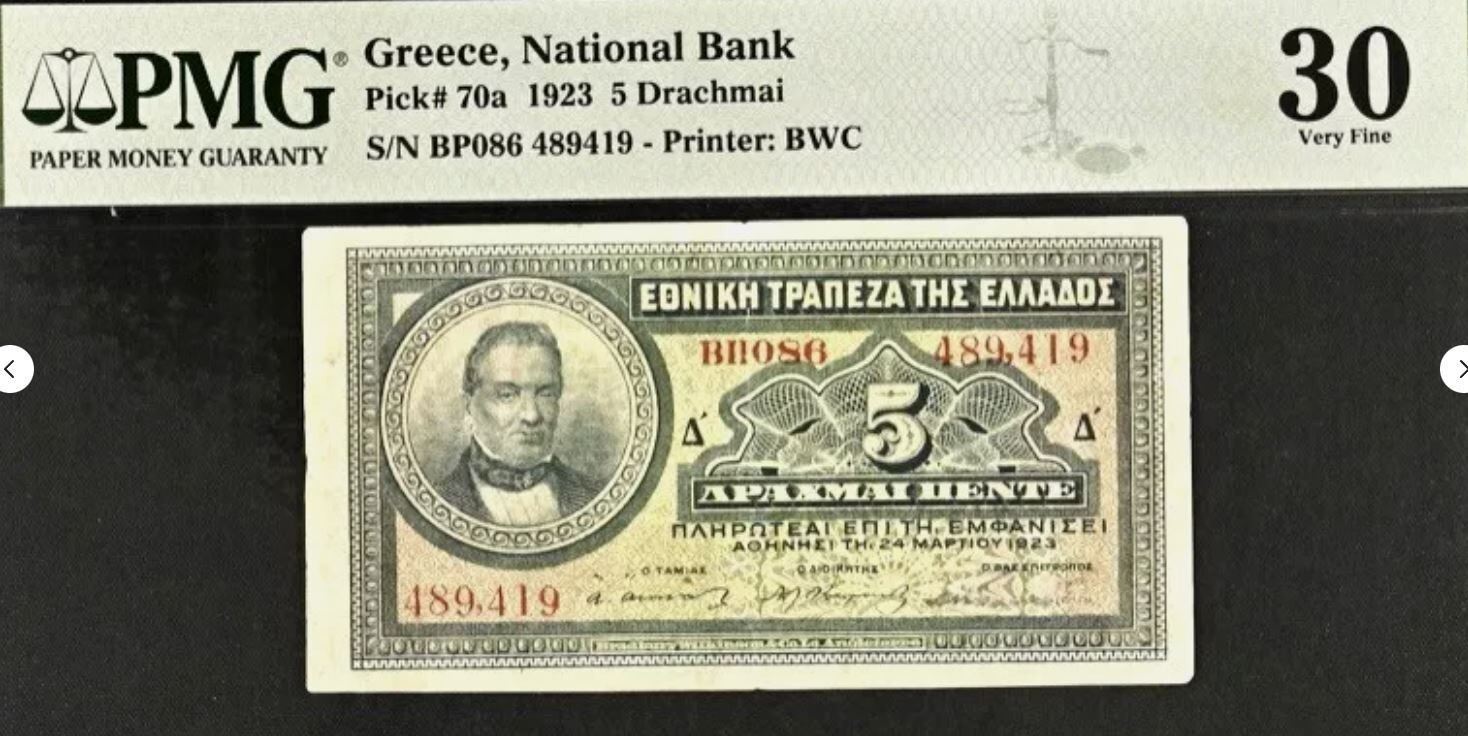 PMG®
PAPER MONEY GUARANTY
Greece, National Bank
Pick# 70a 1923 5 Drachmai
S/N BP086 489419 - Printer: BWC
30
Very Fine
ΕΘΝΙΚΗ ΤΡΑΠΕΖΑ ΤΗΣ ΕΛΛΑΔΟΣ
ΒΠ086 489,419
Δ΄ 5 Δ΄
ΔΡΑΧΜΑΙ ΠΕΝΤΕ
ΠΛΗΡΩΤΕΑΙ ΕΠΙ ΤΗι ΕΜΦΑΝΙΣΕΙ
ΑΘΗΝΗΣΙ ΤΗι 24 ΜΑΡΤΙΟΥ 1923
Ο ΤΑΜΙΑΣ Ο ΔΙΟΙΚΗΤΗΣ
489,419